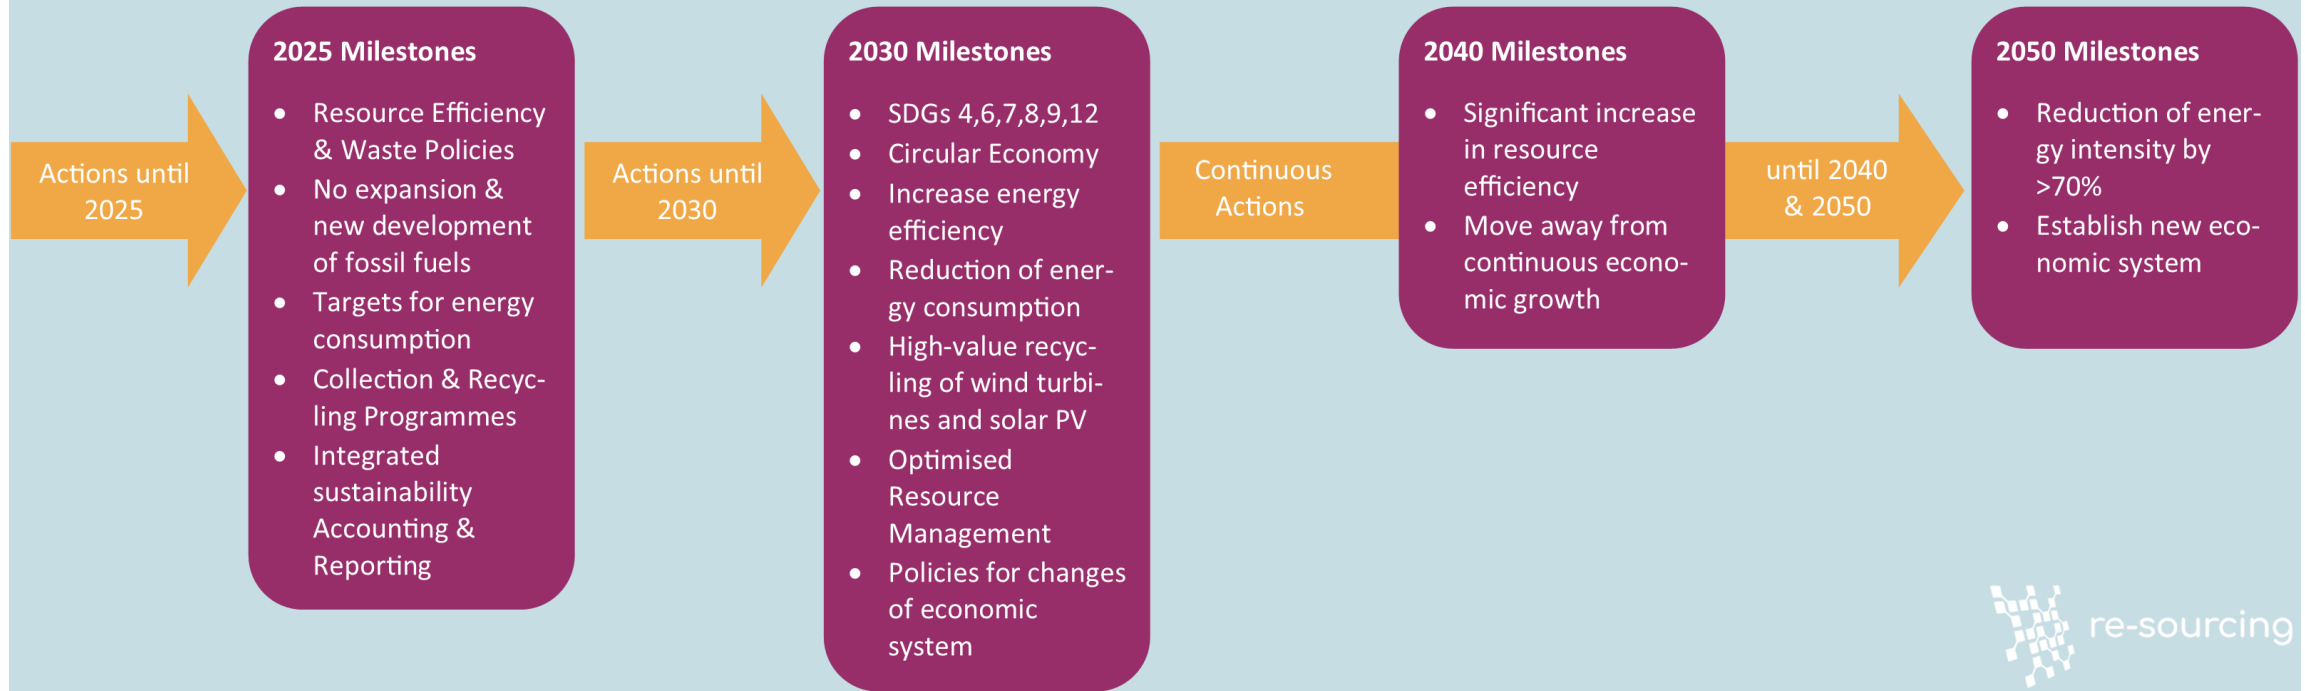 Actions until
2025
2025 Milestones
• Resource Efficiency
& Waste Policies
• No expansion &
new development
of fossil fuels
• Targets for energy
consumption
• Collection & Recyc-
ling Programmes
• Integrated
sustainability
Accounting &
Reporting
Actions until
2030
2030 Milestones
• SDGs 4,6,7,8,9,12
• Circular Economy
• Increase energy
efficiency
• Reduction of ener-
gy consumption
• High-value recyc-
ling of wind turbi-
nes and solar PV
• Optimised
Resource
Management
• Policies for changes
of economic
system
Continuous
Actions
2040 Milestones
• Significant increase
in resource
efficiency
• Move away from
continuous econo-
mic growth
until 2040
& 2050
2050 Milestones
• Reduction of ener-
gy intensity by
>70%
• Establish new eco-
nomic system
re-sourcing